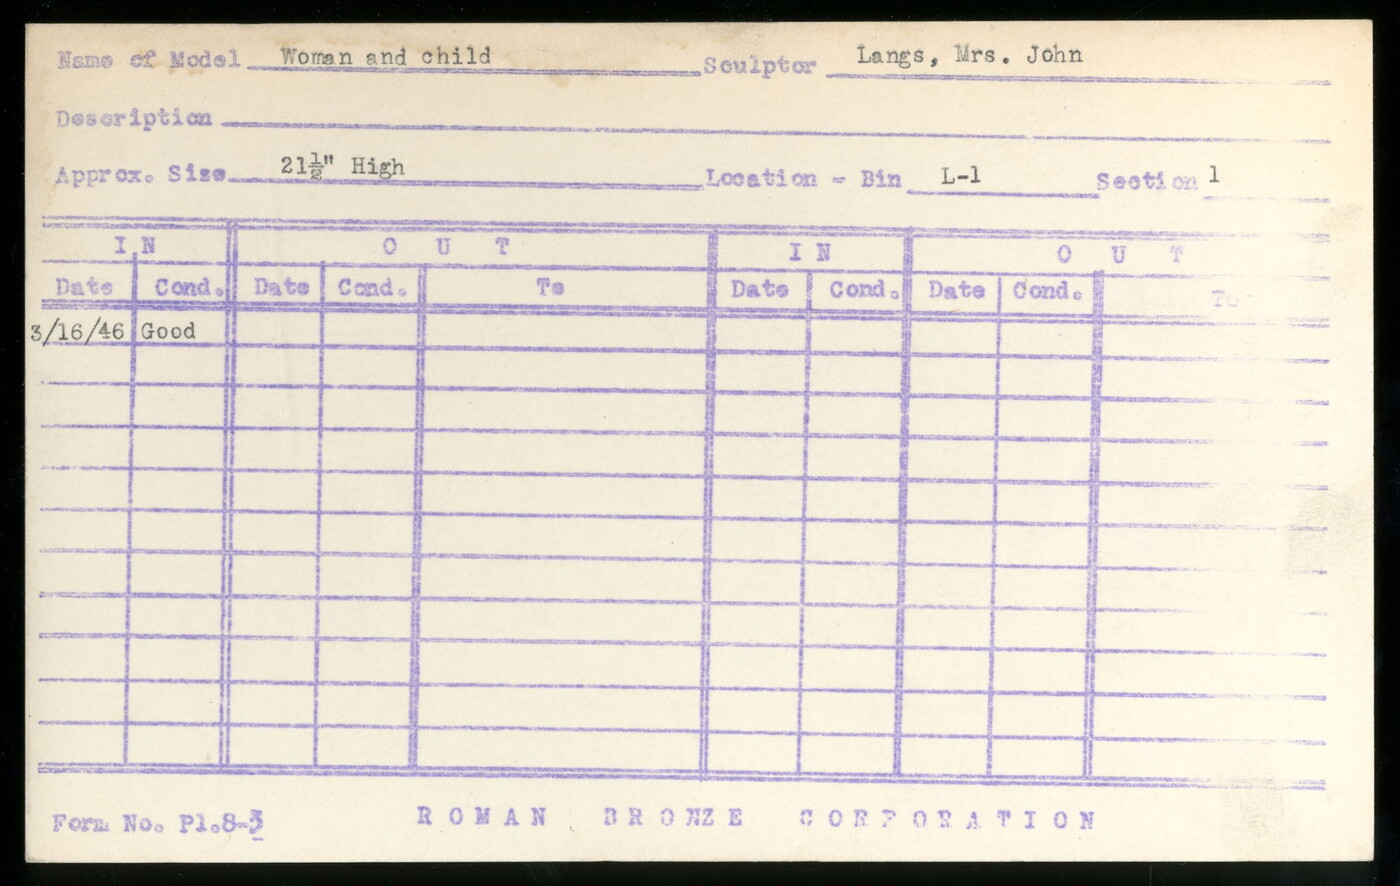 Name of Model Woman and child Sculptor Langs, Mrs. John
Description
Approx. Size 21½" High Location - Bin L-1 Section 1
IN OUT IN OUT
Date Cond. Date Cond. To Date Cond. Date Cond. To
3/16/46 Good
Form No. Pl.8-3 ROMAN BRONZE CORPORATION